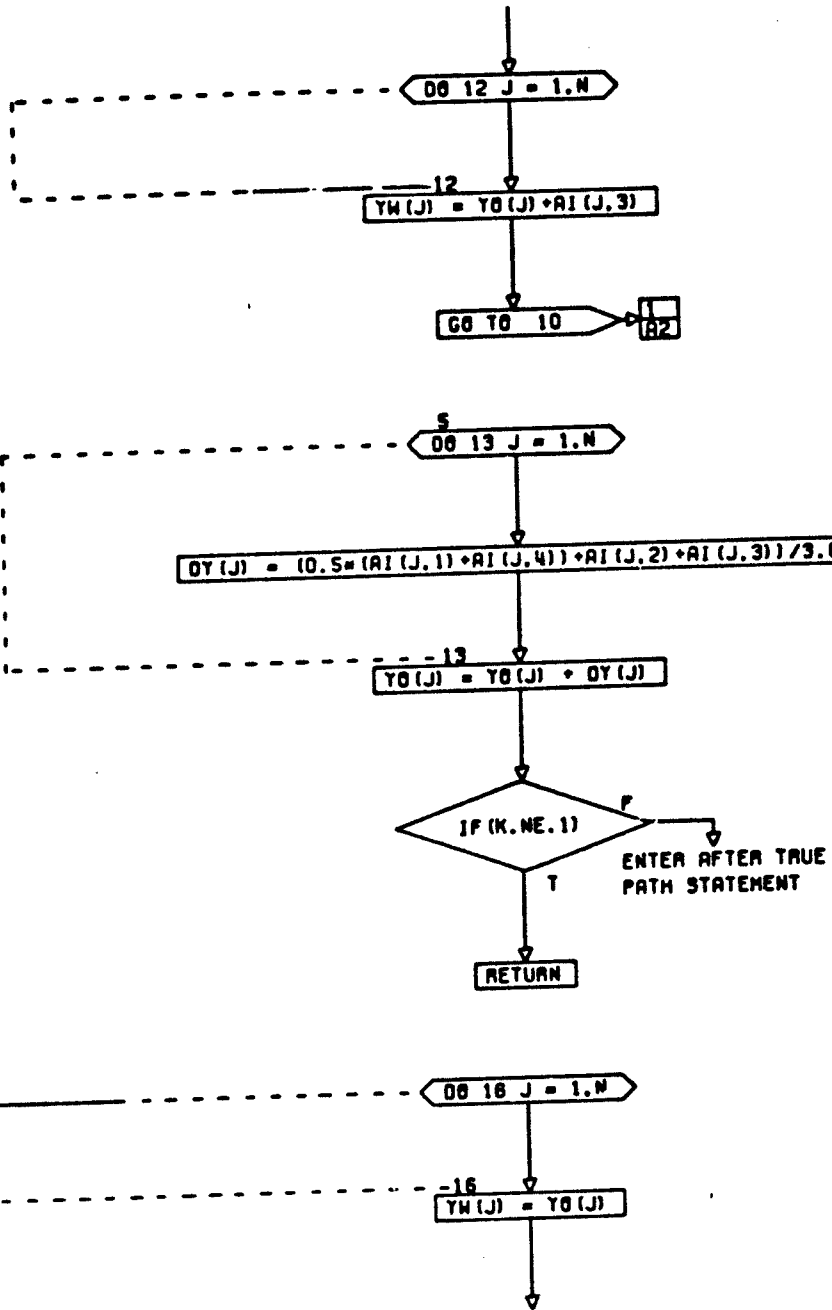 DO 12 J = 1.N
12
YW(J) = YO(J)+AI(J,3)
GO TO 10
1
A2
5
DO 13 J = 1.N
DY(J) = (0.5*(AI(J,1)+AI(J,4))+AI(J,2)+AI(J,3))/3.
13
YO(J) = YO(J) + DY(J)
IF(K.NE.1)
F
ENTER AFTER TRUE
PATH STATEMENT
T
RETURN
DO 16 J = 1.N
16
YW(J) = YO(J)